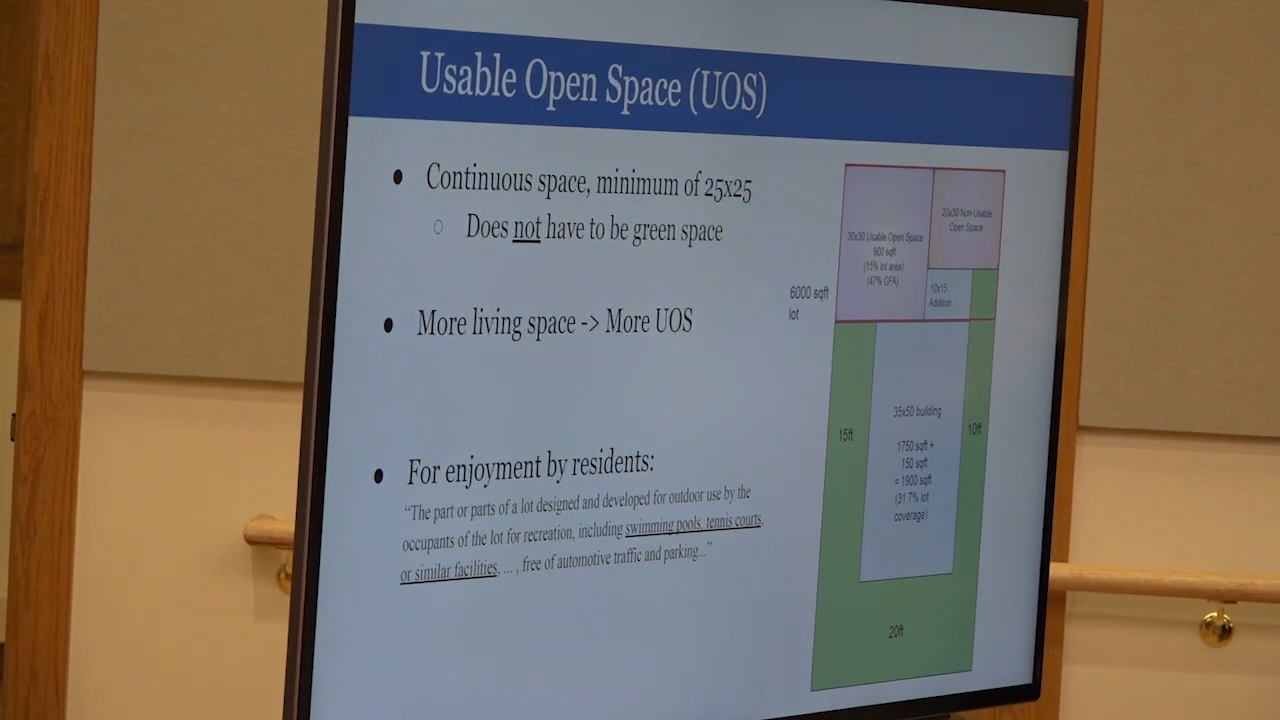 Usable Open Space (UOS)
● Continuous space, minimum of 25x25
○ Does not have to be green space
● More living space -> More UOS
● For enjoyment by residents:
“The part or parts of a lot designed and developed for outdoor use by the
occupants of the lot for recreation, including swimming pools, tennis courts,
or similar facilities, ... , free of automotive traffic and parking...”
6000 sqft
lot
30x30 Usable Open Space
900 sqft
(15% lot area)
(47% GFA)
20x30 Non-Usable
Open Space
10x15
Addition
35x50 building
1750 sqft +
150 sqft
= 1900 sqft
(31.7% lot
coverage)
15ft
10ft
20ft